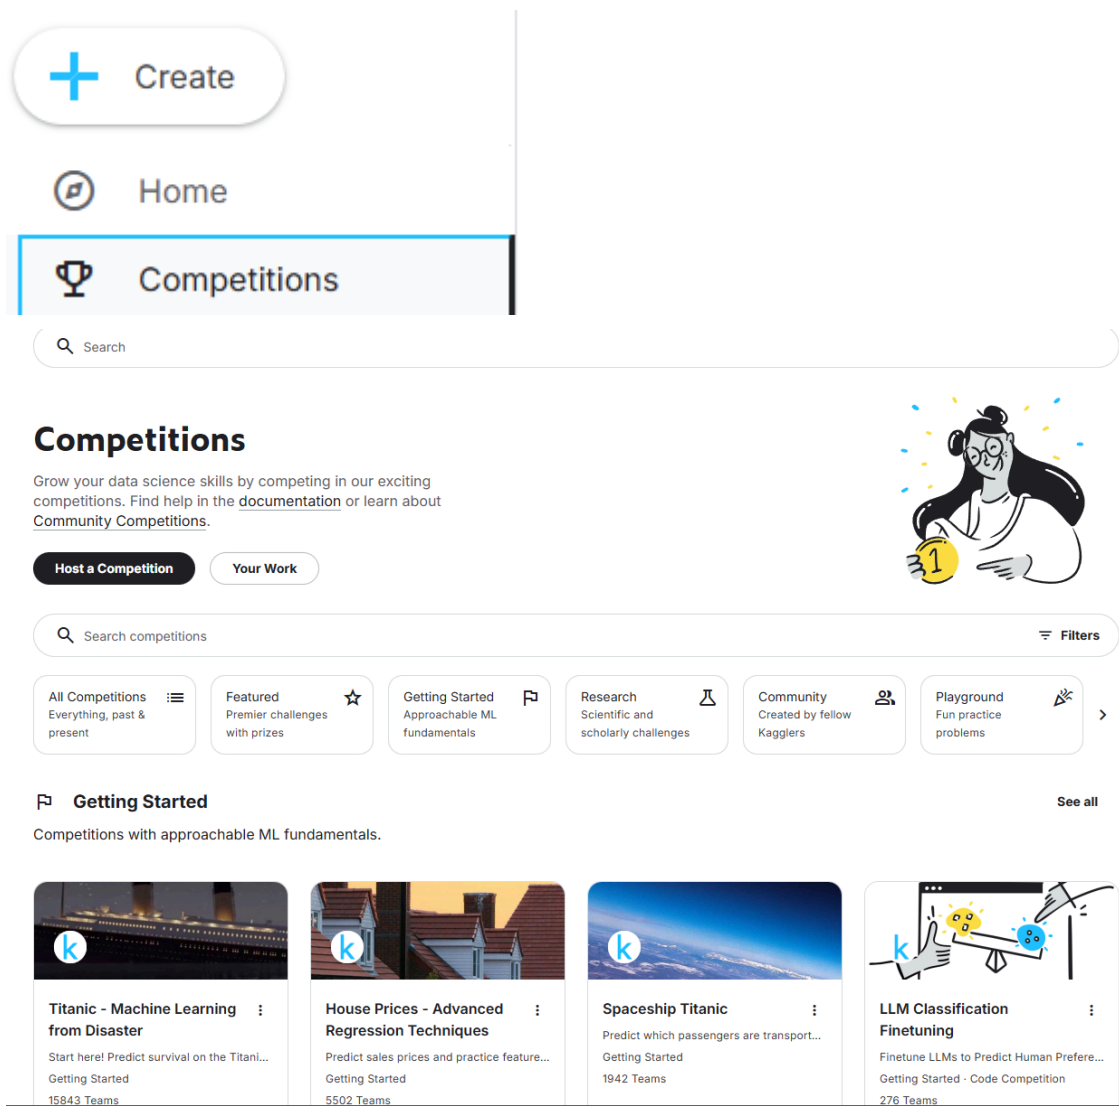 Create
Home
Competitions
Search
Competitions
Grow your data science skills by competing in our exciting
competitions. Find help in the documentation or learn about
Community Competitions.
Host a Competition
Your Work
1
Search competitions
Filters
All Competitions
Everything, past &
present
Featured
Premier challenges
with prizes
Getting Started
Approachable ML
fundamentals
Research
Scientific and
scholarly challenges
Community
Created by fellow
Kagglers
Playground
Fun practice
problems
Getting Started
See all
Competitions with approachable ML fundamentals.
k
Titanic - Machine Learning
from Disaster
Start here! Predict survival on the Titani...
Getting Started
15843 Teams
k
House Prices - Advanced
Regression Techniques
Predict sales prices and practice feature...
Getting Started
5502 Teams
k
Spaceship Titanic
Predict which passengers are transport...
Getting Started
1942 Teams
k
LLM Classification
Finetuning
Finetune LLMs to Predict Human Prefere...
Getting Started · Code Competition
276 Teams